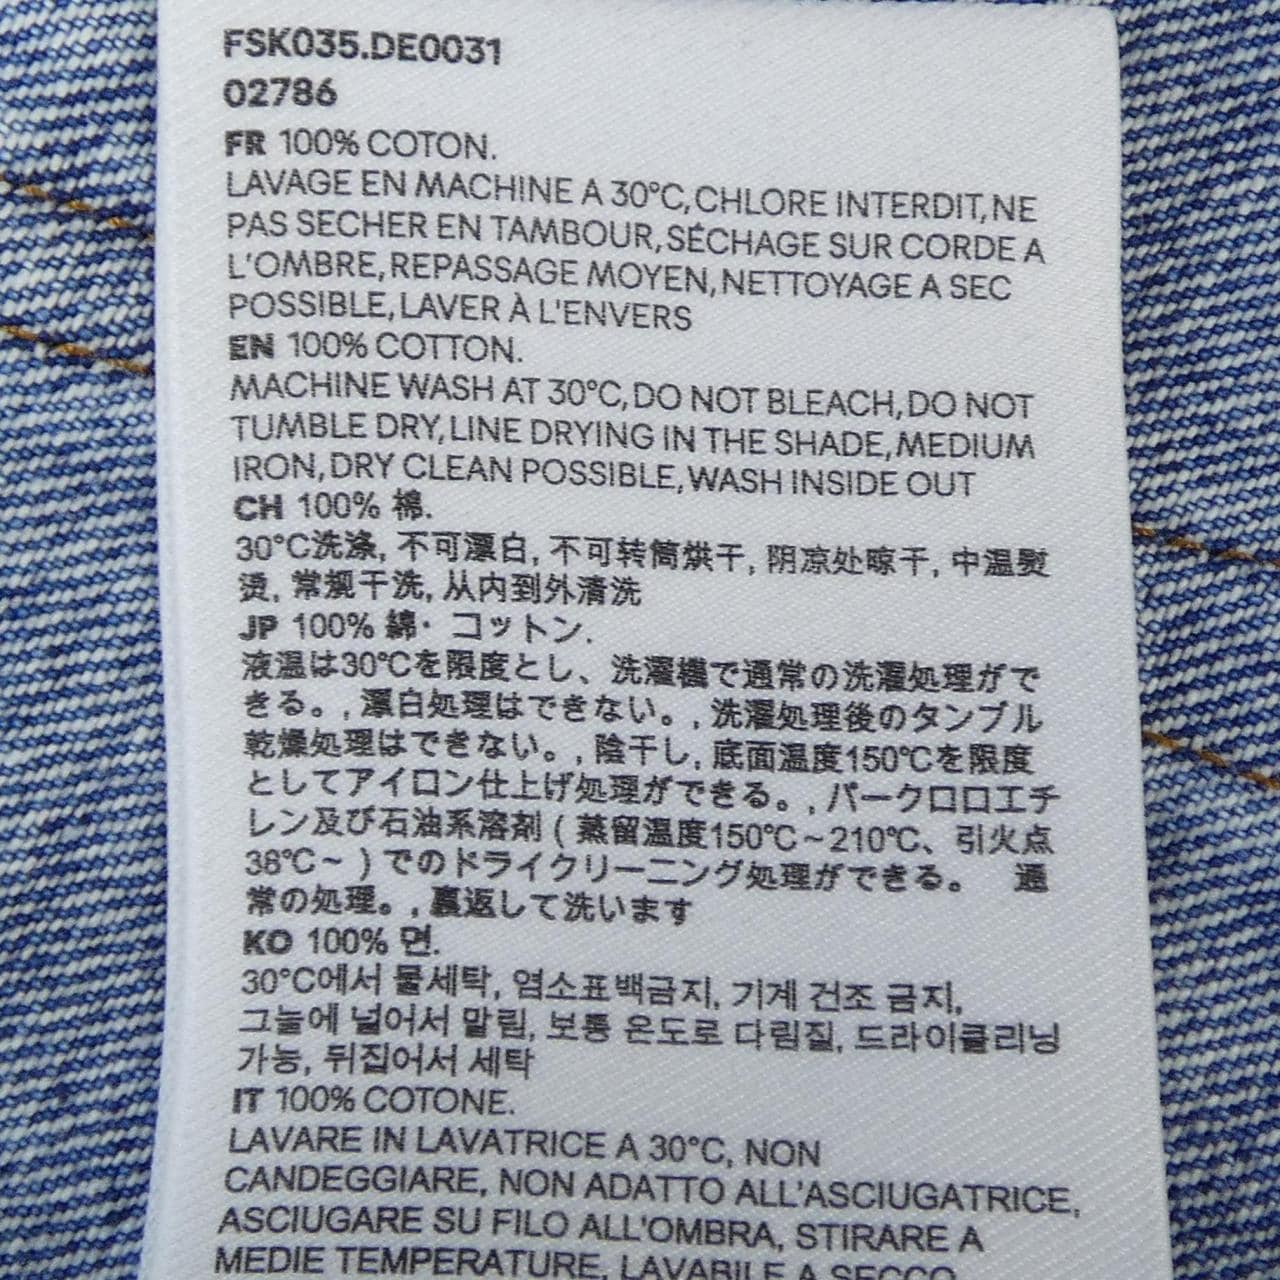 FSK035.DE0031
02786
FR 100% COTON.
LAVAGE EN MACHINE A 30°C,CHLORE INTERDIT,NE
PAS SECHER EN TAMBOUR,SÉCHAGE SUR CORDE A
L'OMBRE,REPASSAGE MOYEN,NETTOYAGE A SEC
POSSIBLE,LAVER À L'ENVERS
EN 100% COTTON.
MACHINE WASH AT 30°C,DO NOT BLEACH,DO NOT
TUMBLE DRY,LINE DRYING IN THE SHADE,MEDIUM
IRON,DRY CLEAN POSSIBLE,WASH INSIDE OUT
CH 100% 棉.
30°C洗涤, 不可漂白, 不可转筒烘干, 阴凉处晾干, 中温熨
烫, 常规干洗, 从内到外清洗
JP 100% 綿・ コットン.
液温は30℃を限度とし、洗濯機で通常の洗濯処理がで
きる。, 漂白処理はできない。, 洗濯処理後のタンブル
乾燥処理はできない。, 陰干し, 底面温度150℃を限度
としてアイロン仕上げ処理ができる。, パークロロエチ
レン及び石油系溶剤 ( 蒸留温度150℃~210℃、引火点
38℃~ ) でのドライクリーニング処理ができる。 通
常の処理。, 裏返して洗います
KO 100% 면.
30°C에서 물세탁, 염소표백금지, 기계 건조 금지,
그늘에 널어서 말림, 보통 온도로 다림질, 드라이클리닝
가능, 뒤집어서 세탁
IT 100% COTONE.
LAVARE IN LAVATRICE A 30°C, NON
CANDEGGIARE, NON ADATTO ALL'ASCIUGATRICE,
ASCIUGARE SU FILO ALL'OMBRA, STIRARE A
MEDIE TEMPERATURE, LAVABILE A SECCO